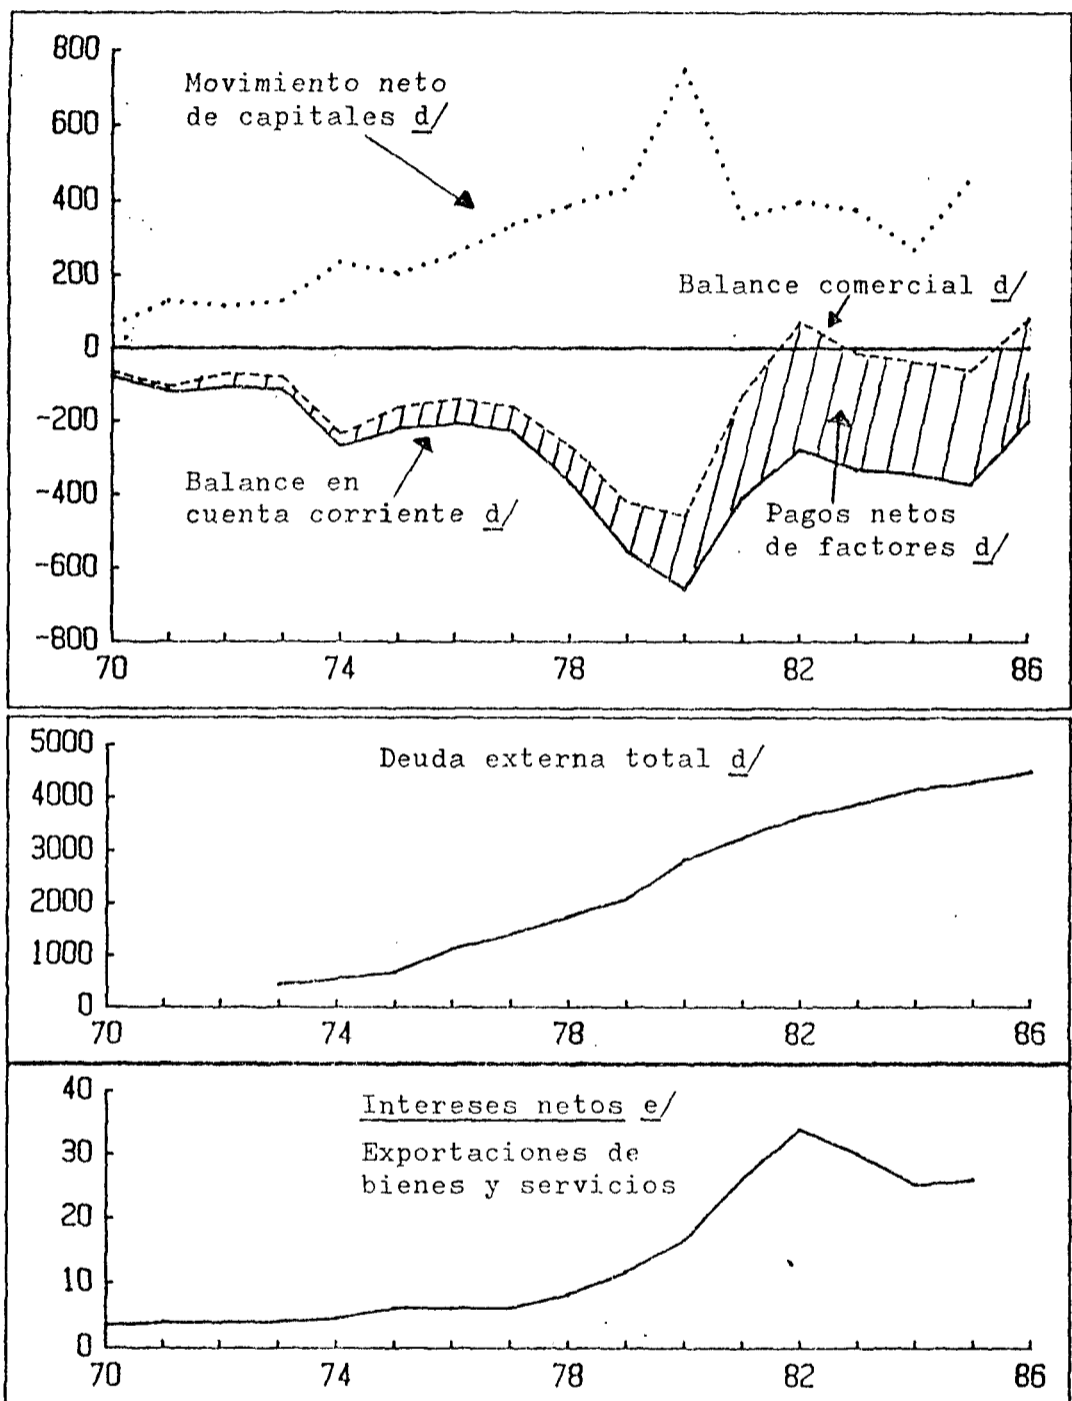 800
600
400
200
0
-200
-400
-600
-800
Movimiento neto
de capitales d/
Balance comercial d/
Balance en
cuenta corriente d/
Pagos netos
de factores d/
70 74 78 82 86
5000
4000
3000
2000
1000
0
Deuda externa total d/
70 74 78 82 86
40
30
20
10
0
Intereses netos e/
Exportaciones de
bienes y servicios
70 74 78 82 86